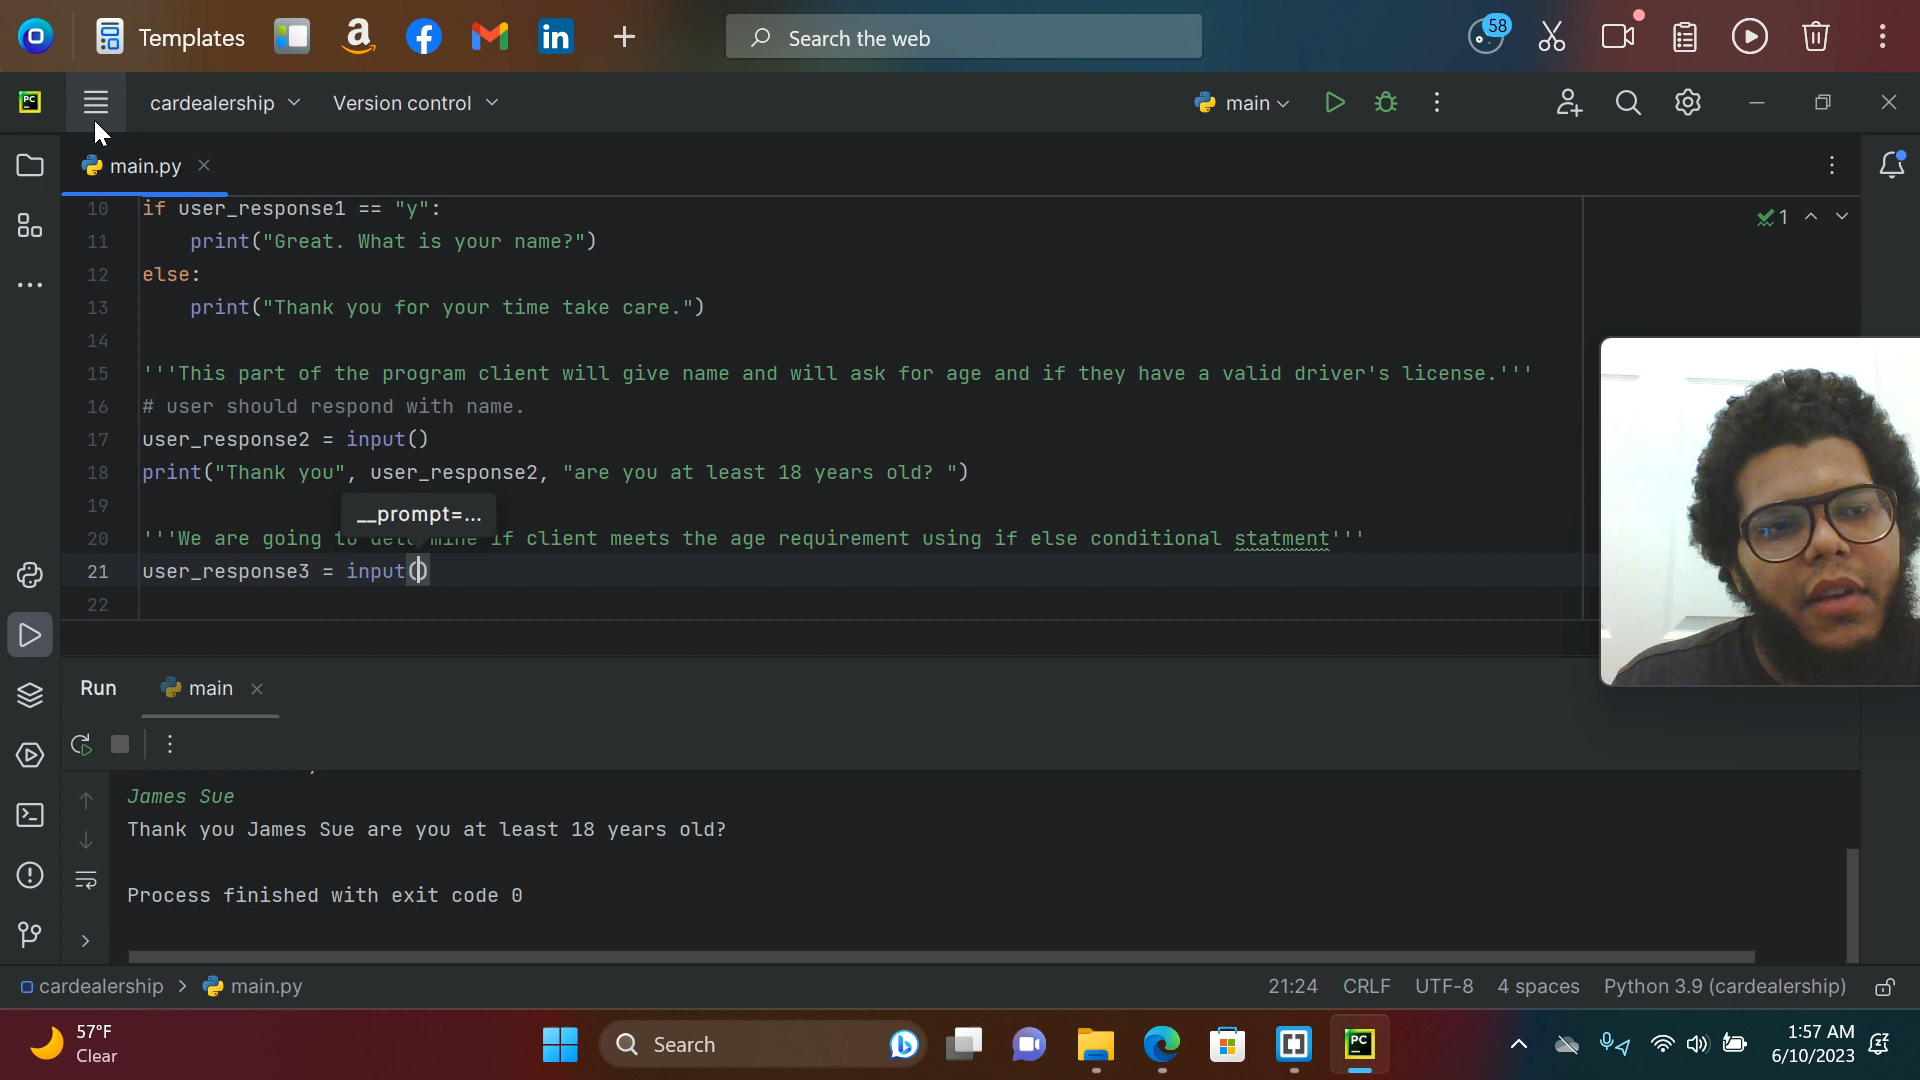 Templates
Search the web
58
PC
cardealership
Version control
main
main.py
1
10 if user_response1 == "y":
11 print("Great. What is your name?")
12 else:
13 print("Thank you for your time take care.")
14
15 '''This part of the program client will give name and will ask for age and if they have a valid driver's license.'''
16 # user should respond with name.
17 user_response2 = input()
18 print("Thank you", user_response2, "are you at least 18 years old? ")
19
__prompt=...
20 '''We are going to determine if client meets the age requirement using if else conditional statment'''
21 user_response3 = input()
22
Run
main
James Sue
Thank you James Sue are you at least 18 years old?
Process finished with exit code 0
cardealership > main.py
21:24 CRLF UTF-8 4 spaces Python 3.9 (cardealership)
57°F
Clear
Search
PC
1:57 AM
6/10/2023